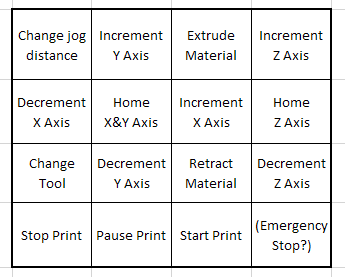 Change jog distance
Increment Y Axis
Extrude Material
Increment Z Axis
Decrement X Axis
Home X&Y Axis
Increment X Axis
Home Z Axis
Change Tool
Decrement Y Axis
Retract Material
Decrement Z Axis
Stop Print
Pause Print
Start Print
(Emergency Stop?)